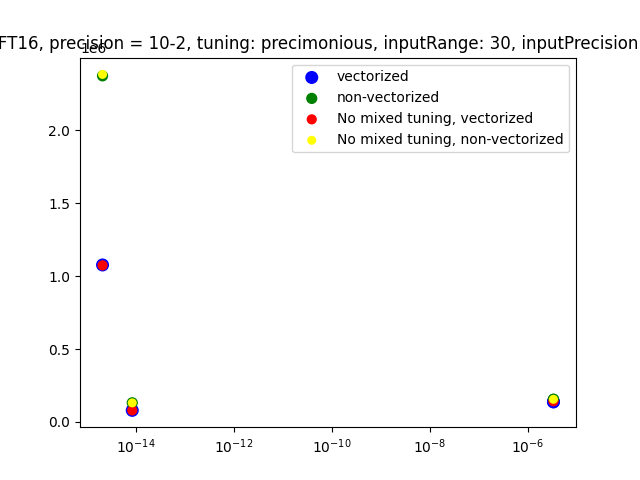 FT16, precision = 10-2, tuning: precimonious, inputRange: 30, inputPrecision
1e6
vectorized
non-vectorized
No mixed tuning, vectorized
No mixed tuning, non-vectorized
2.0
1.5
1.0
0.5
0.0
10⁻¹⁴ 10⁻¹² 10⁻¹⁰ 10⁻⁸ 10⁻⁶